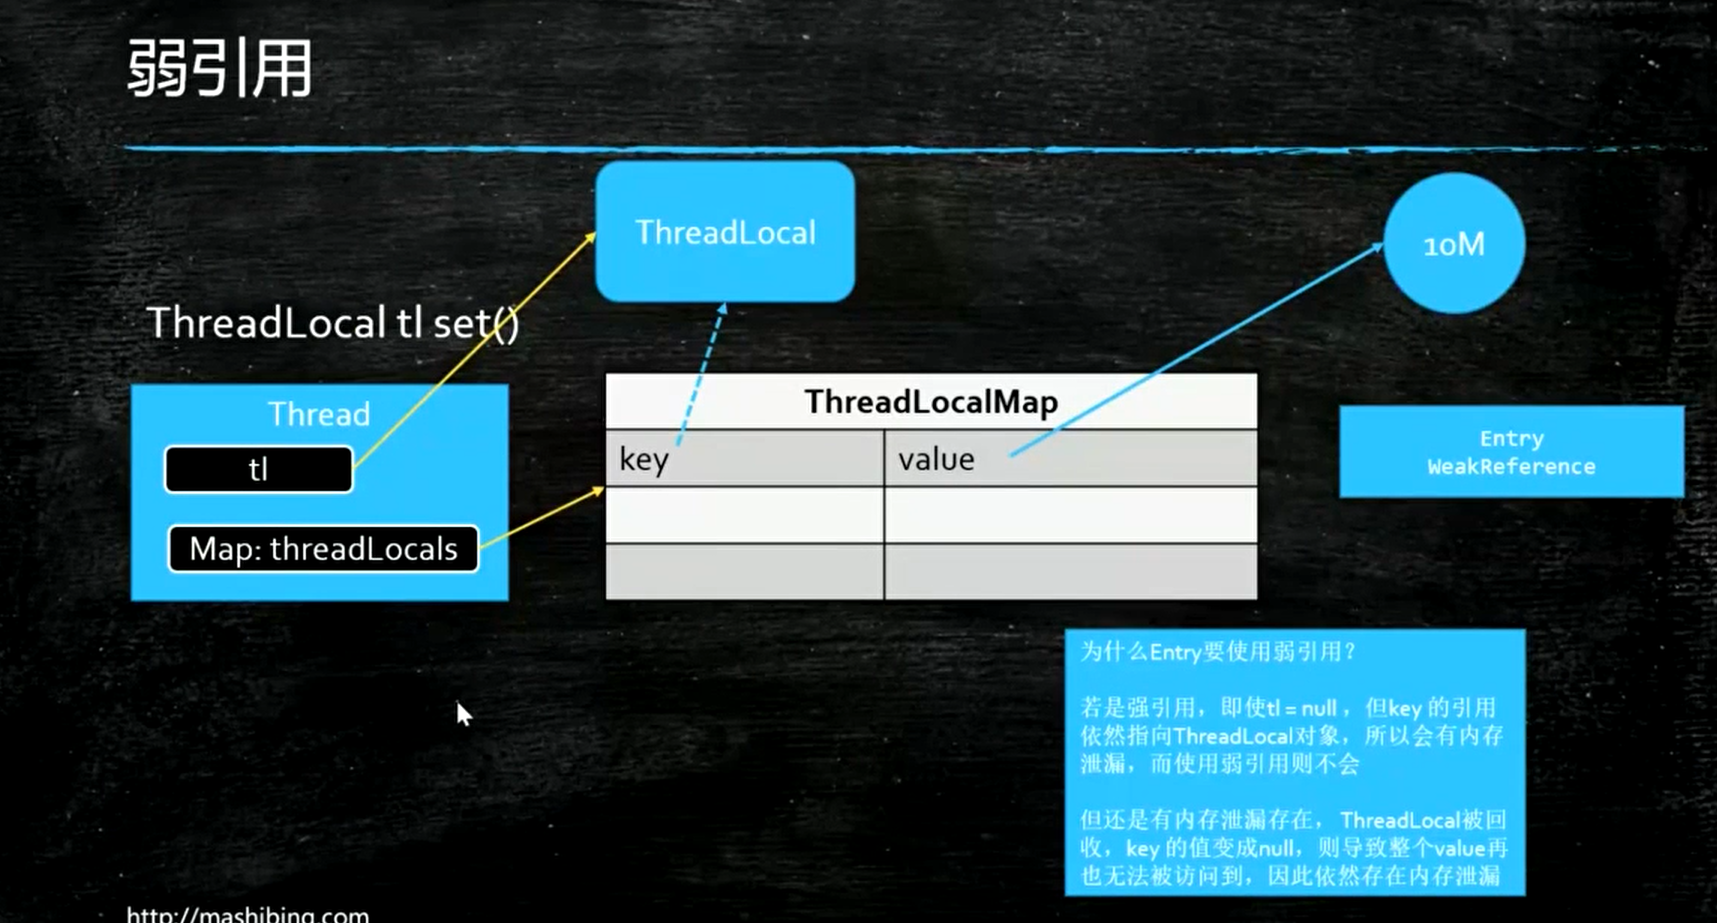 弱引用
ThreadLocal
10M
ThreadLocal tl set()
Thread
tl
Map: threadLocals
ThreadLocalMap
key
value
Entry
WeakReference
为什么Entry要使用弱引用？
若是强引用，即使tl = null，但key 的引用
依然指向ThreadLocal对象，所以会有内存
泄漏，而使用弱引用则不会
但还是有内存泄漏存在， ThreadLocal被回
收，key 的值变成null，则导致整个value再
也无法被访问到，因此依然存在内存泄漏
http://mashibing.com